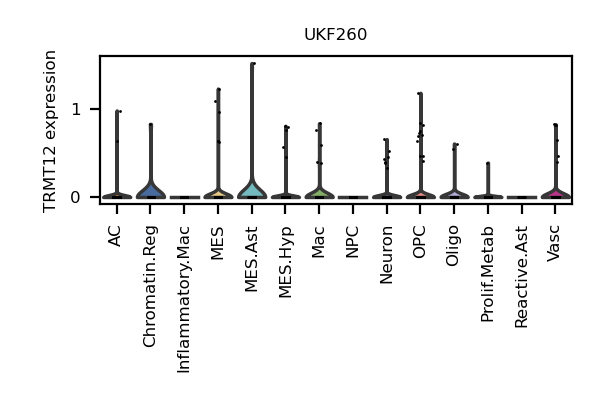 UKF260
TRMT12 expression
1
0
AC
Chromatin.Reg
Inflammatory.Mac
MES
MES.Ast
MES.Hyp
Mac
NPC
Neuron
OPC
Oligo
Prolif.Metab
Reactive.Ast
Vasc